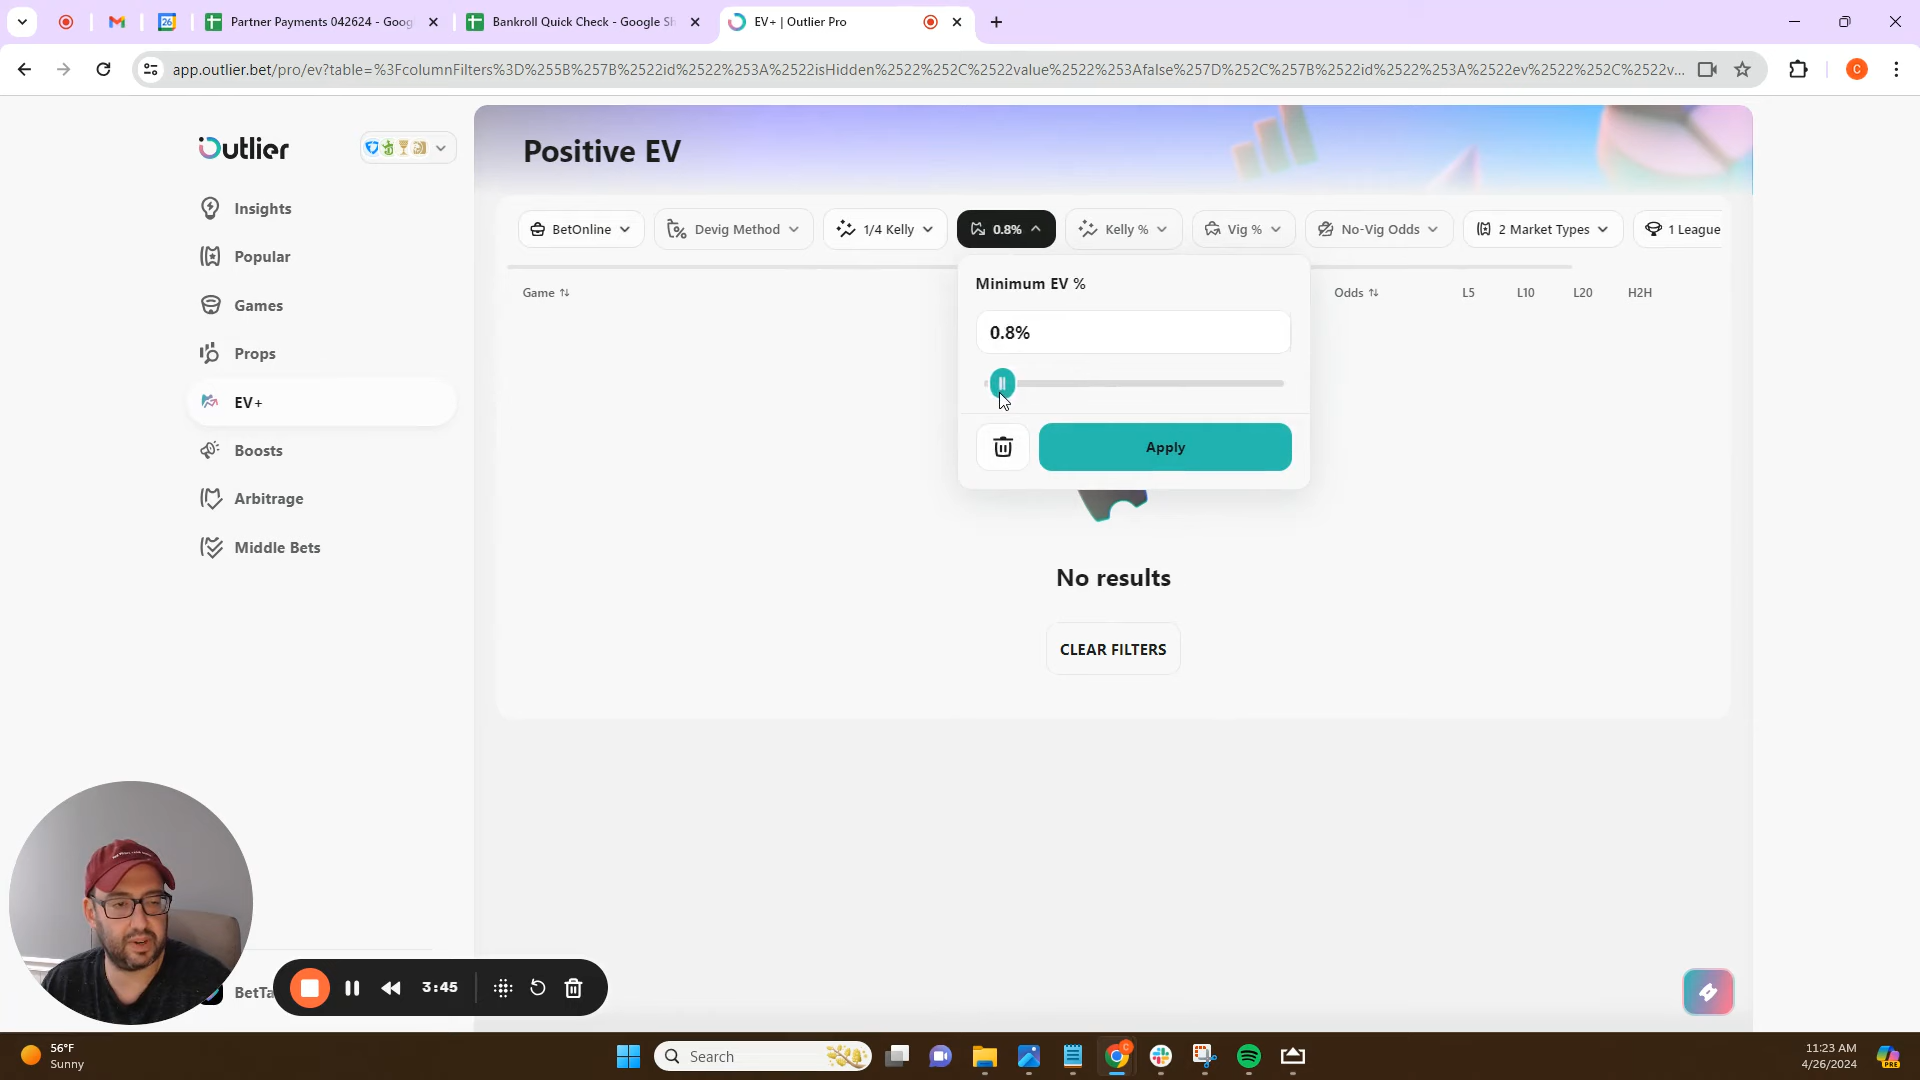 26
Partner Payments 042624 - Goog
Bankroll Quick Check - Google Sh
EV+ | Outlier Pro
app.outlier.bet/pro/ev?table=%3FcolumnFilters%3D%255B%257B%2522id%2522%253A%2522isHidden%2522%252C%2522value%2522%253Afalse%257D%252C%257B%2522id%2522%253A%2522ev%2522%252C%2522v...
C
Outlier
Positive EV
Insights
Popular
Games
Props
EV+
Boosts
Arbitrage
Middle Bets
BetOnline
Devig Method
1/4 Kelly
0.8%
Kelly %
Vig %
No-Vig Odds
2 Market Types
1 League
Game
Odds
L5
L10
L20
H2H
Minimum EV %
0.8%
Apply
No results
CLEAR FILTERS
BetTa
3:45
56°F
Sunny
Search
C
11:23 AM
4/26/2024
PRE